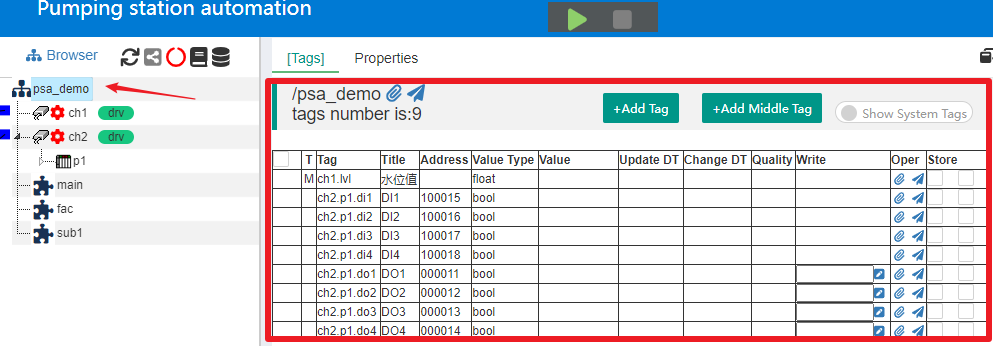 Pumping station automation
Browser
[Tags] Properties
psa_demo
ch1 drv
ch2 drv
p1
main
fac
sub1
/psa_demo
tags number is:9
+Add Tag +Add Middle Tag Show System Tags
T Tag Title Address Value Type Value Update DT Change DT Quality Write Oper Store
M ch1.lvl 水位值 float
ch2.p1.di1 DI1 100015 bool
ch2.p1.di2 DI2 100016 bool
ch2.p1.di3 DI3 100017 bool
ch2.p1.di4 DI4 100018 bool
ch2.p1.do1 DO1 000011 bool
ch2.p1.do2 DO2 000012 bool
ch2.p1.do3 DO3 000013 bool
ch2.p1.do4 DO4 000014 bool